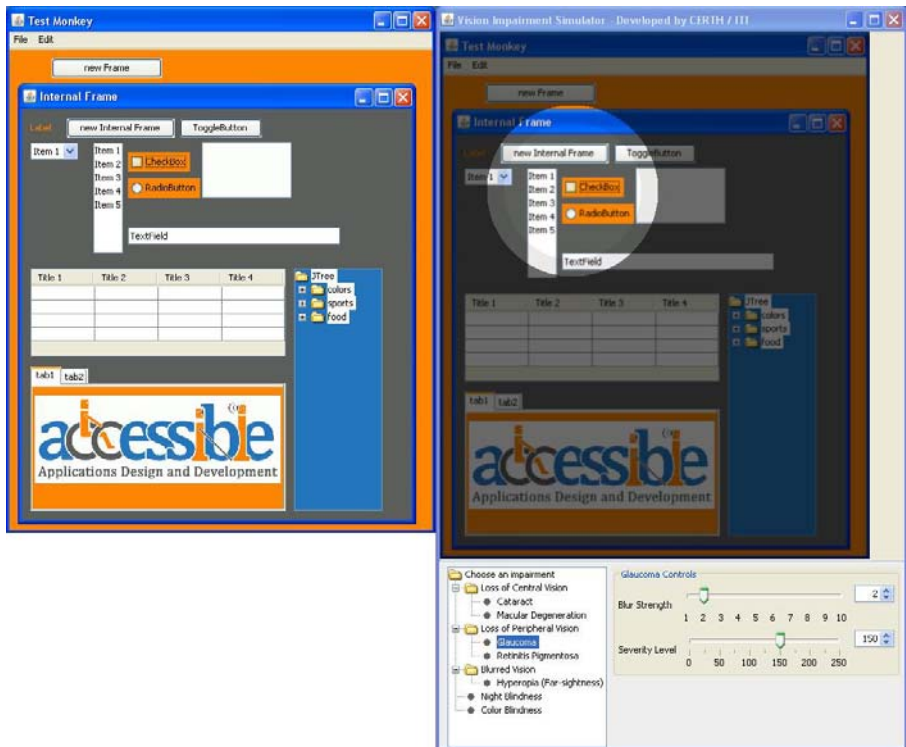 Test Monkey
File Edit
new Frame
Internal Frame
Label new Internal Frame ToggleButton
Item 1
Item 1
Item 2
Item 3
Item 4
Item 5
CheckBox
RadioButton
TextField
Title 1 Title 2 Title 3 Title 4
JTree
colors
sports
food
tab1 tab2
accessible
Applications Design and Development
Vision Impairment Simulator - Developed by CERTH / ITI
Test Monkey
File Edit
new Frame
Internal Frame
new Internal Frame ToggleButton
Item 1
Item 1
Item 2
Item 3
Item 4
Item 5
CheckBox
RadioButton
TextField
Title 1 Title 2 Title 3 Title 4
JTree
colors
sports
food
tab1 tab2
accessible
Applications Design and Development
Choose an impairment
Loss of Central Vision
Cataract
Macular Degeneration
Loss of Peripheral Vision
Glaucoma
Retinitis Pigmentosa
Blurred Vision
Hyperopia (Far-sightness)
Night Blindness
Color Blindness
Glaucoma Controls
Blur Strength 2
1 2 3 4 5 6 7 8 9 10
Severity Level 150
0 50 100 150 200 250